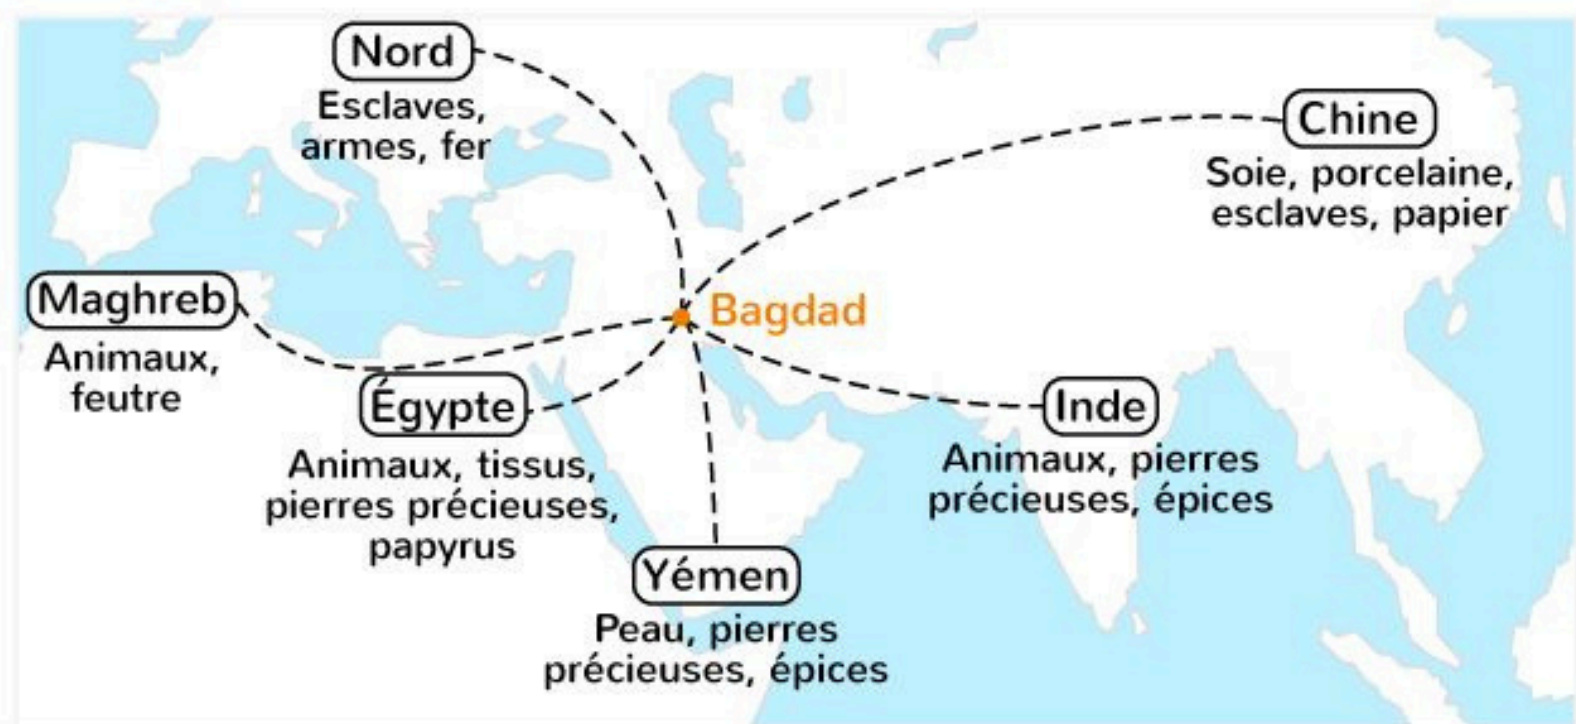 Nord
Esclaves,
armes, fer
Chine
Soie, porcelaine,
esclaves, papier
Maghreb
Animaux,
feutre
Bagdad
Égypte
Animaux, tissus,
pierres précieuses,
papyrus
Inde
Animaux, pierres
précieuses, épices
Yémen
Peau, pierres
précieuses, épices